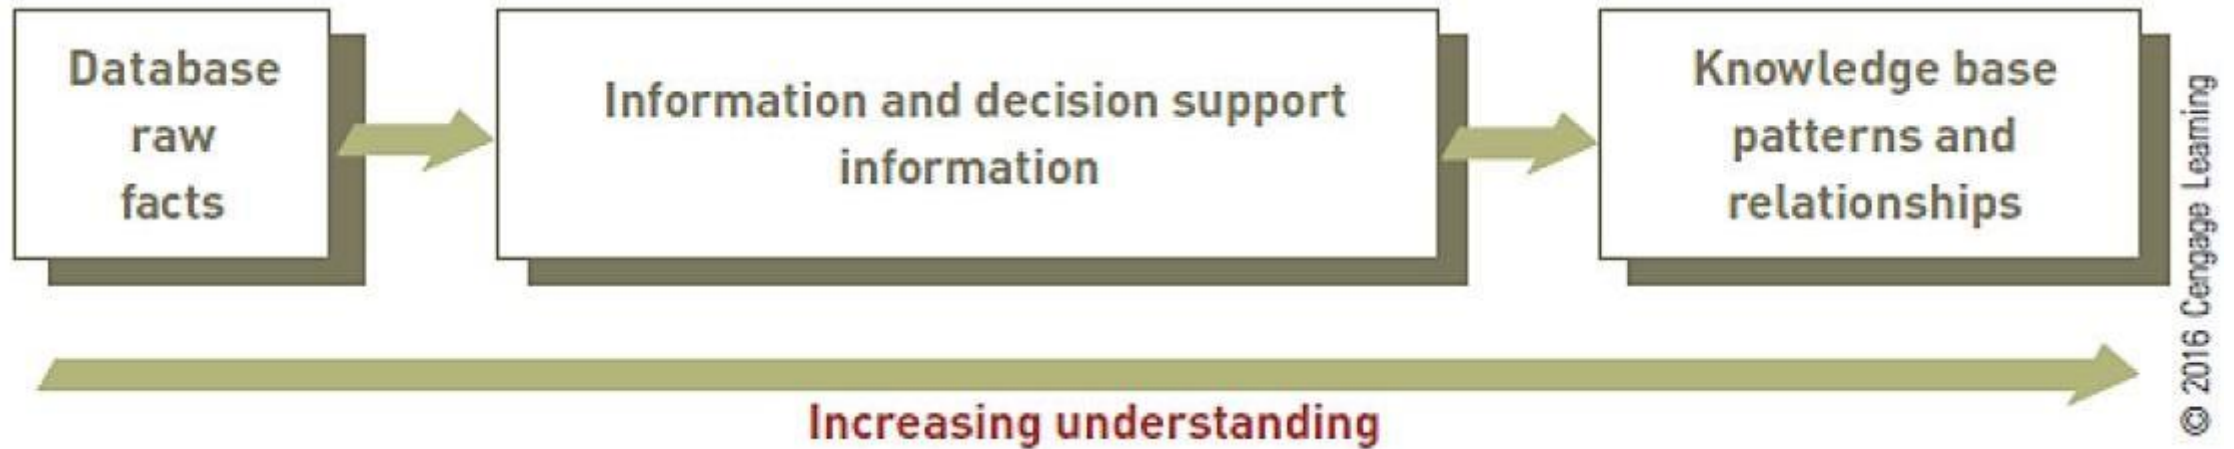 Database
raw
facts
Information and decision support
information
Knowledge base
patterns and
relationships
Increasing understanding
© 2016 Cengage Learning